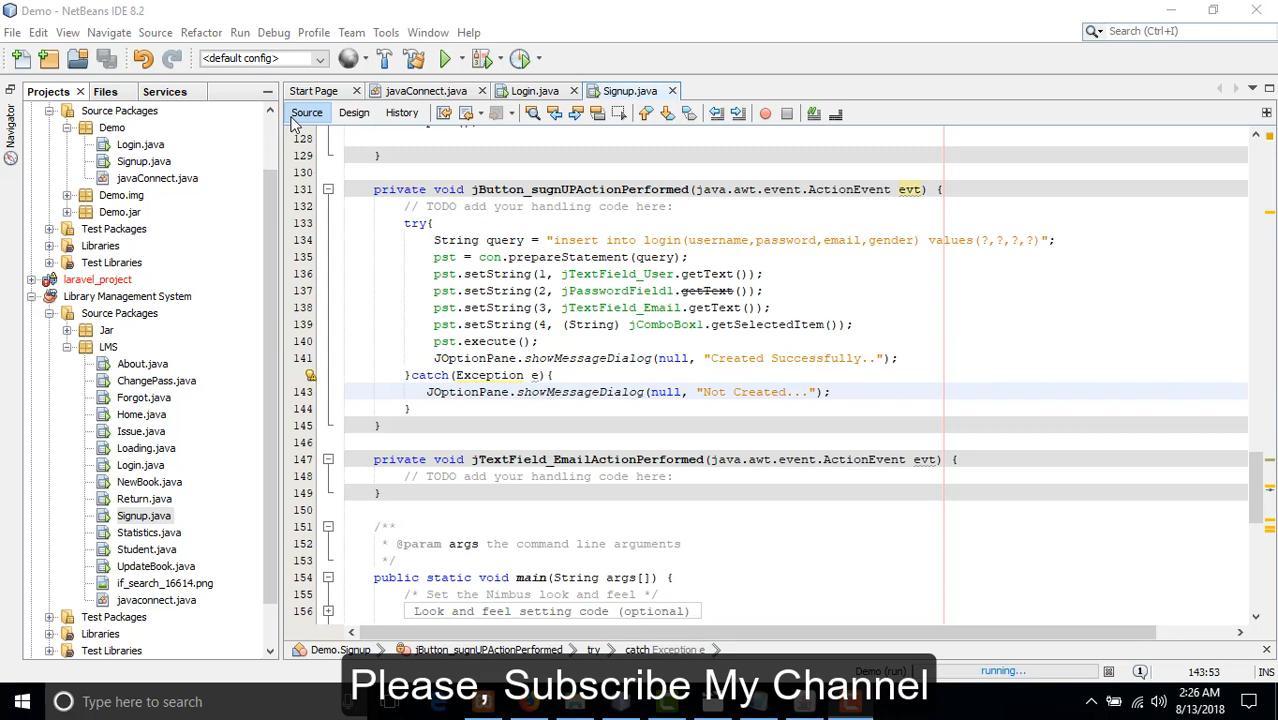 Demo - NetBeans IDE 8.2
File Edit View Navigate Source Refactor Run Debug Profile Team Tools Window Help
Search (Ctrl+I)
<default config>
Projects Files Services
Start Page javaConnect.java Login.java Signup.java
Source Design History
Navigator
Source Packages
Demo
Login.java
Signup.java
javaConnect.java
Demo.img
Demo.jar
Test Packages
Libraries
Test Libraries
laravel_project
Library Management System
Source Packages
Jar
LMS
About.java
ChangePass.java
Forgot.java
Home.java
Issue.java
Loading.java
Login.java
NewBook.java
Return.java
Signup.java
Statistics.java
Student.java
UpdateBook.java
if_search_16614.png
javaconnect.java
Test Packages
Libraries
Test Libraries
128
129 }
130
131 private void jButton_sugnUPActionPerformed(java.awt.event.ActionEvent evt) {
132 // TODO add your handling code here:
133 try{
134 String query = "insert into login(username,password,email,gender) values(?,?,?,?)";
135 pst = con.prepareStatement(query);
136 pst.setString(1, jTextField_User.getText());
137 pst.setString(2, jPasswordField1.getText());
138 pst.setString(3, jTextField_Email.getText());
139 pst.setString(4, (String) jComboBox1.getSelectedItem());
140 pst.execute();
141 JOptionPane.showMessageDialog(null, "Created Successfully..");
}catch(Exception e){
143 JOptionPane.showMessageDialog(null, "Not Created...");
144 }
145 }
146
147 private void jTextField_EmailActionPerformed(java.awt.event.ActionEvent evt) {
148 // TODO add your handling code here:
149 }
150
151 /**
152 * @param args the command line arguments
153 */
154 public static void main(String args[]) {
155 /* Set the Nimbus look and feel */
156 Look and feel setting code (optional)
Demo.Signup jButton_sugnUPActionPerformed try catch Exception e
Demo (run) running... 143:53 INS
Please, Subscribe My Channel
Type here to search
2:26 AM
8/13/2018